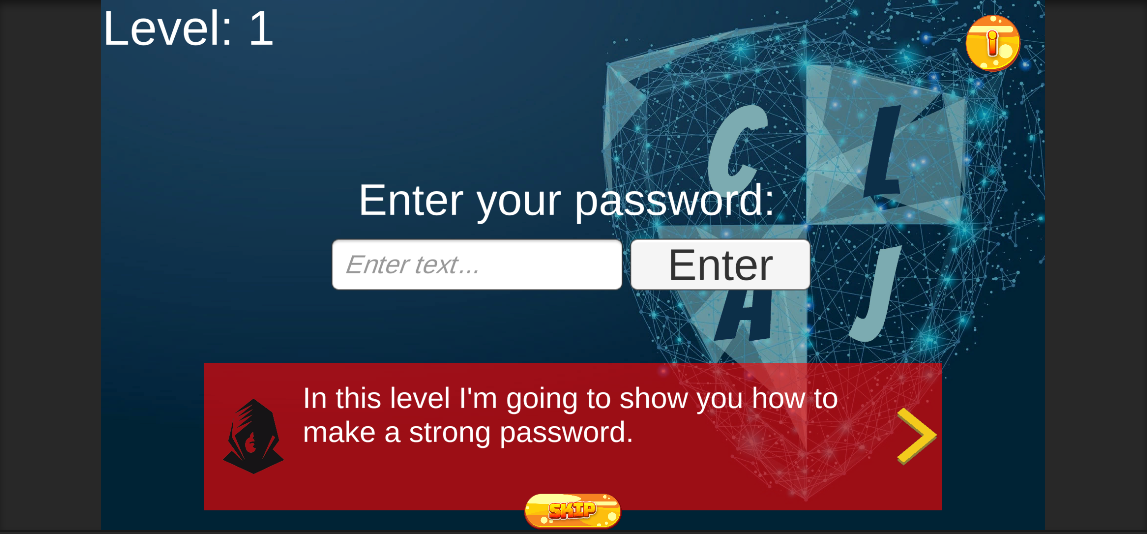 Level: 1
i
C L
Enter your password:
Enter text...
Enter
A J
In this level I'm going to show you how to
make a strong password.
SKIP